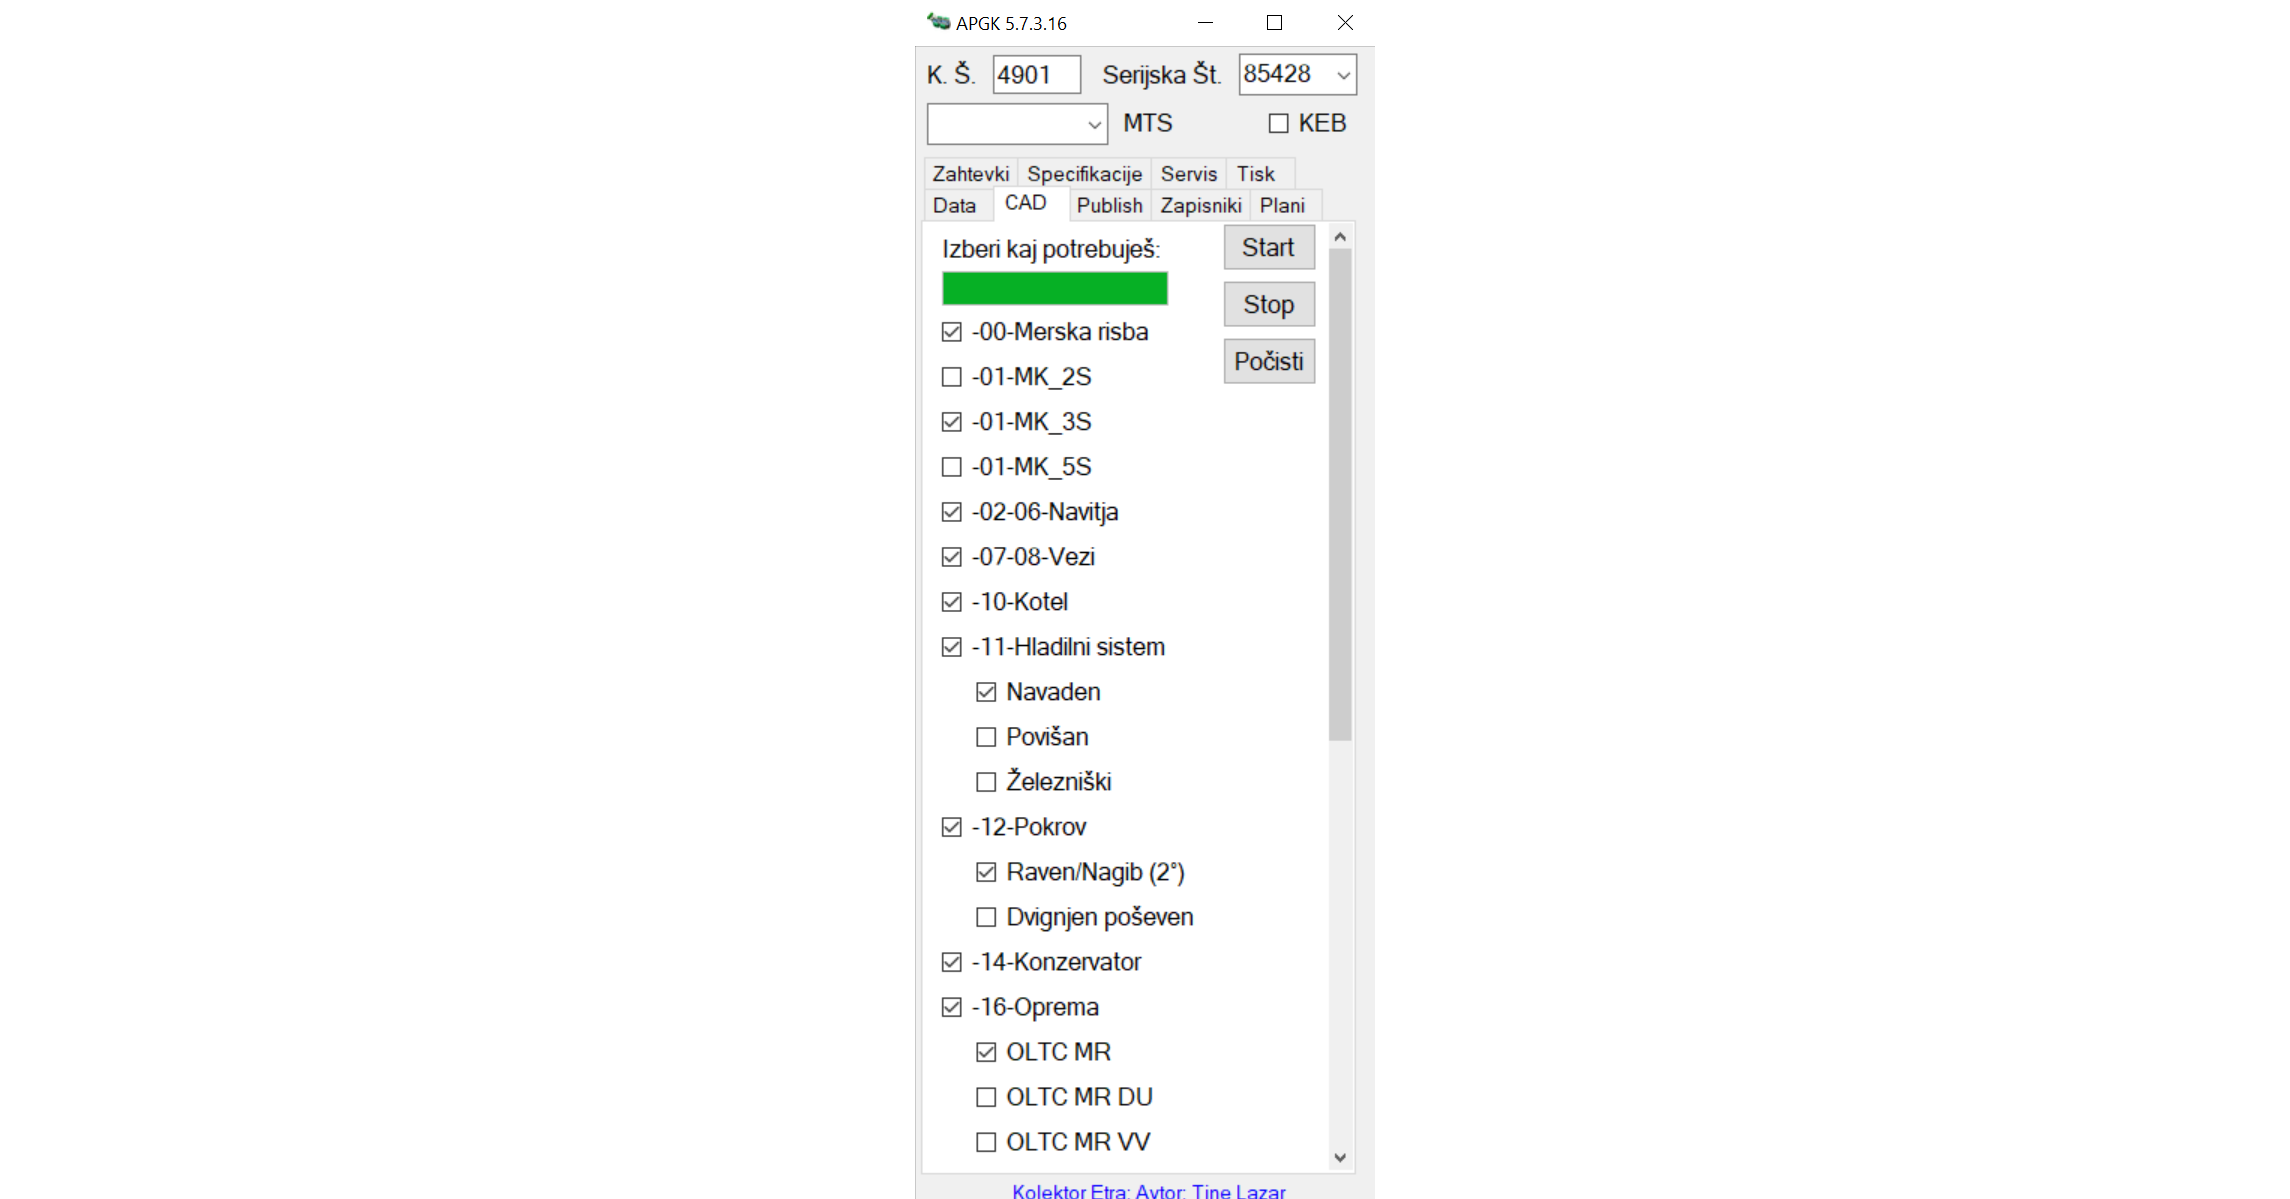 APGK 5.7.3.16
K. Š. 4901 Serijska Št. 85428
MTS KEB
Zahtevki Specifikacije Servis Tisk
Data CAD Publish Zapisniki Plani
Izberi kaj potrebuješ: Start
Stop
-00-Merska risba
Počisti
-01-MK_2S
-01-MK_3S
-01-MK_5S
-02-06-Navitja
-07-08-Vezi
-10-Kotel
-11-Hladilni sistem
Navaden
Povišan
Železniški
-12-Pokrov
Raven/Nagib (2°)
Dvignjen poševen
-14-Konzervator
-16-Oprema
OLTC MR
OLTC MR DU
OLTC MR VV
Kolektor Etra: Avtor: Tine Lazar